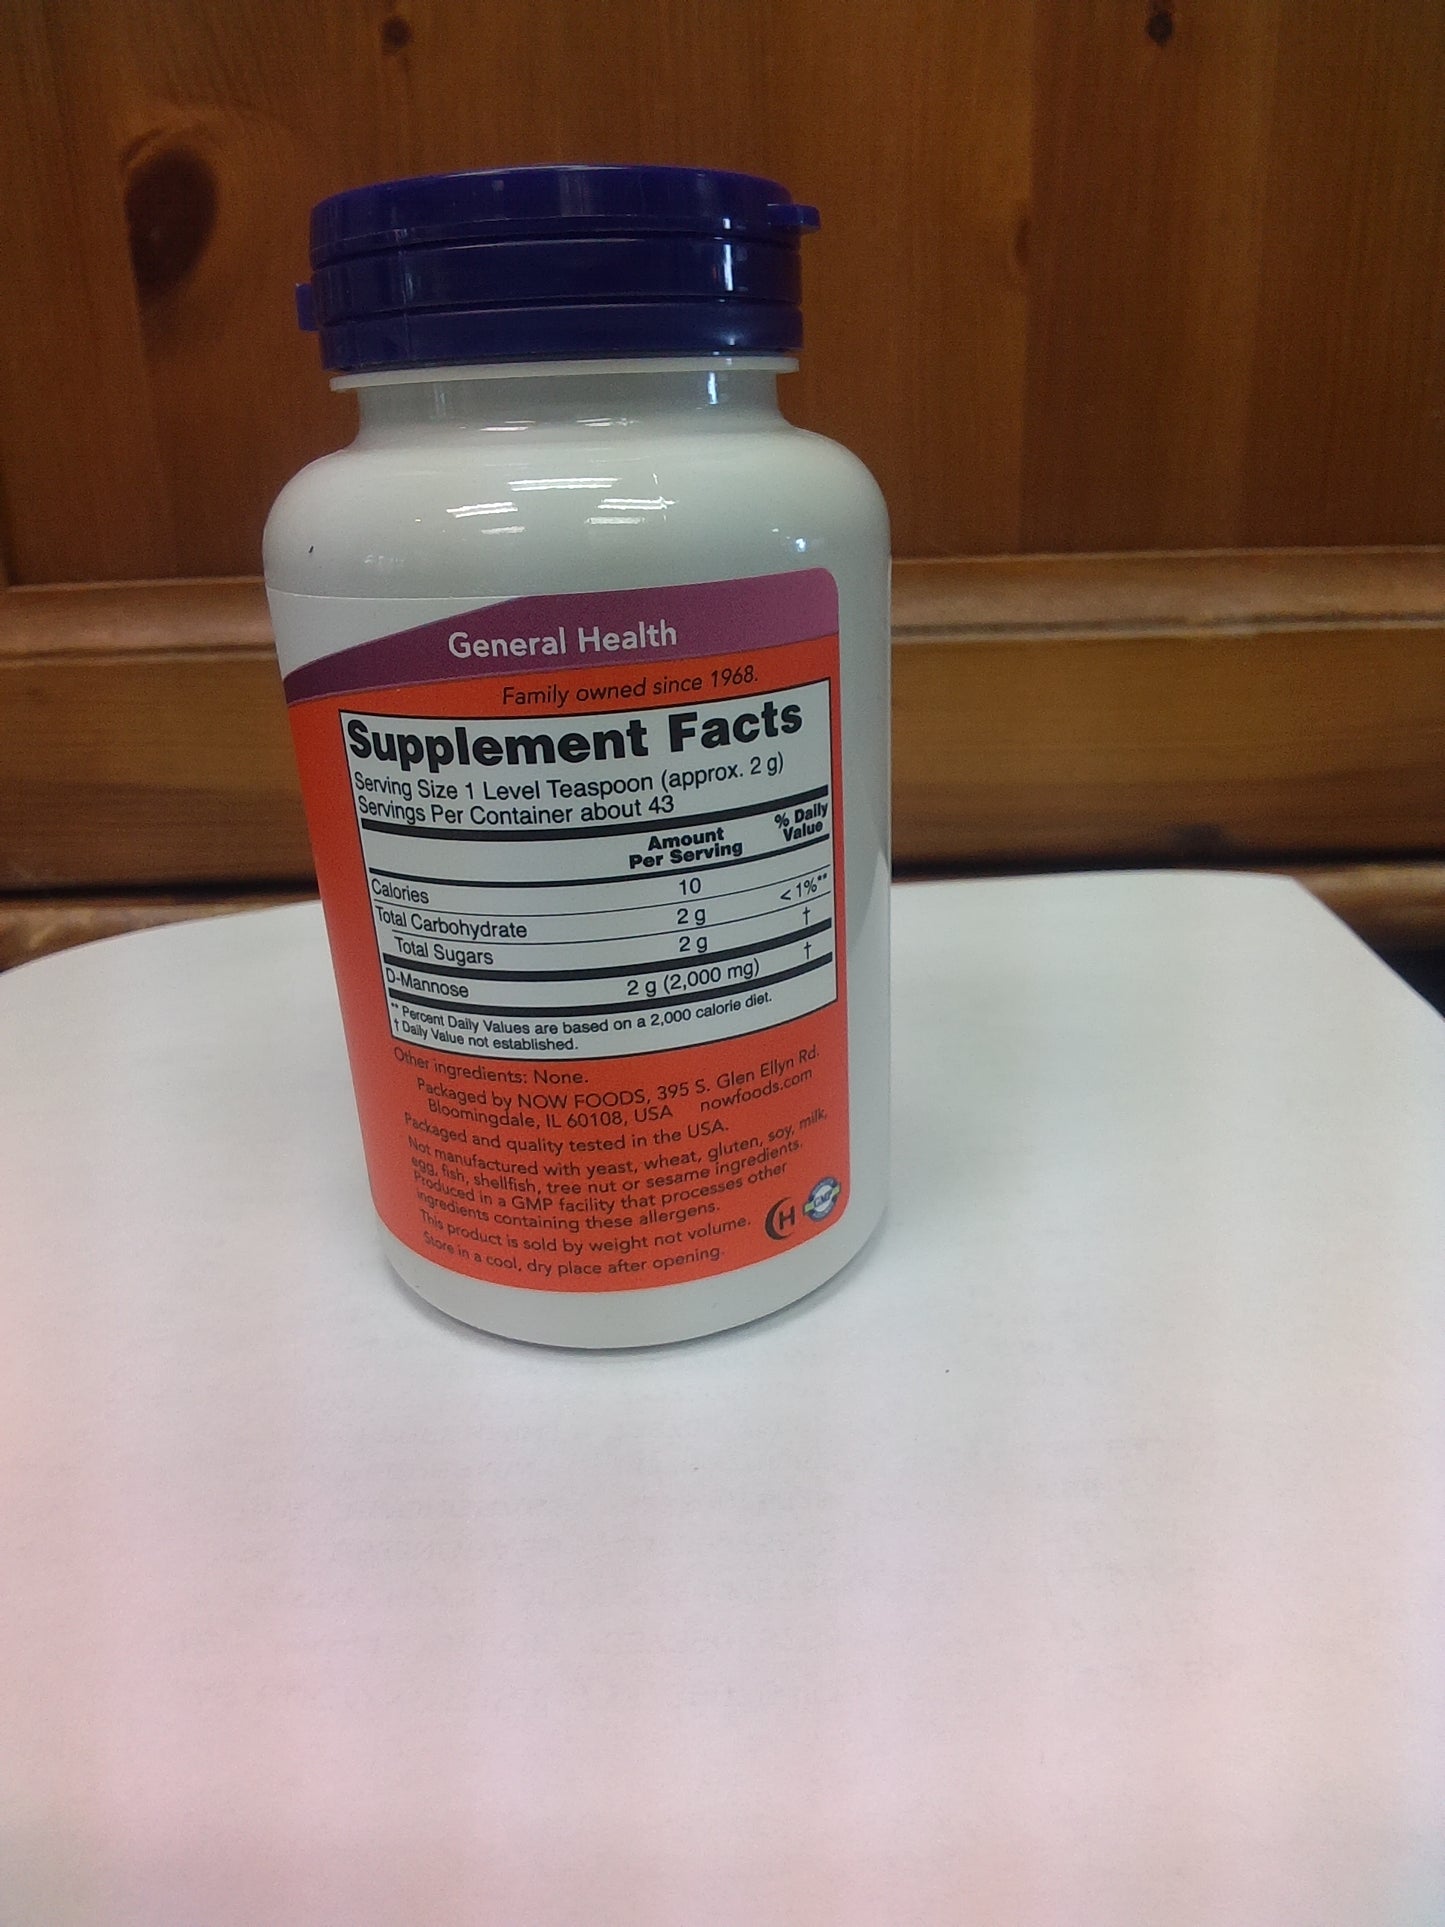 General Health
Family owned since 1968.
Supplement Facts
Serving Size 1 Level Teaspoon (approx. 2 g)
Servings Per Container about 43
Amount Per Serving % Daily Value
Calories 10
Total Carbohydrate 2 g <1%**
Total Sugars 2 g †
D-Mannose 2 g (2,000 mg) †
** Percent Daily Values are based on a 2,000 calorie diet.
† Daily Value not established.
Other ingredients: None.
Packaged by NOW FOODS, 395 S. Glen Ellyn Rd.
Bloomingdale, IL 60108, USA nowfoods.com
Packaged and quality tested in the USA.
Not manufactured with yeast, wheat, gluten, soy, milk,
egg, fish, shellfish, tree nut or sesame ingredients.
Produced in a GMP facility that processes other
ingredients containing these allergens.
This product is sold by weight not volume.
Store in a cool, dry place after opening.
H GMP